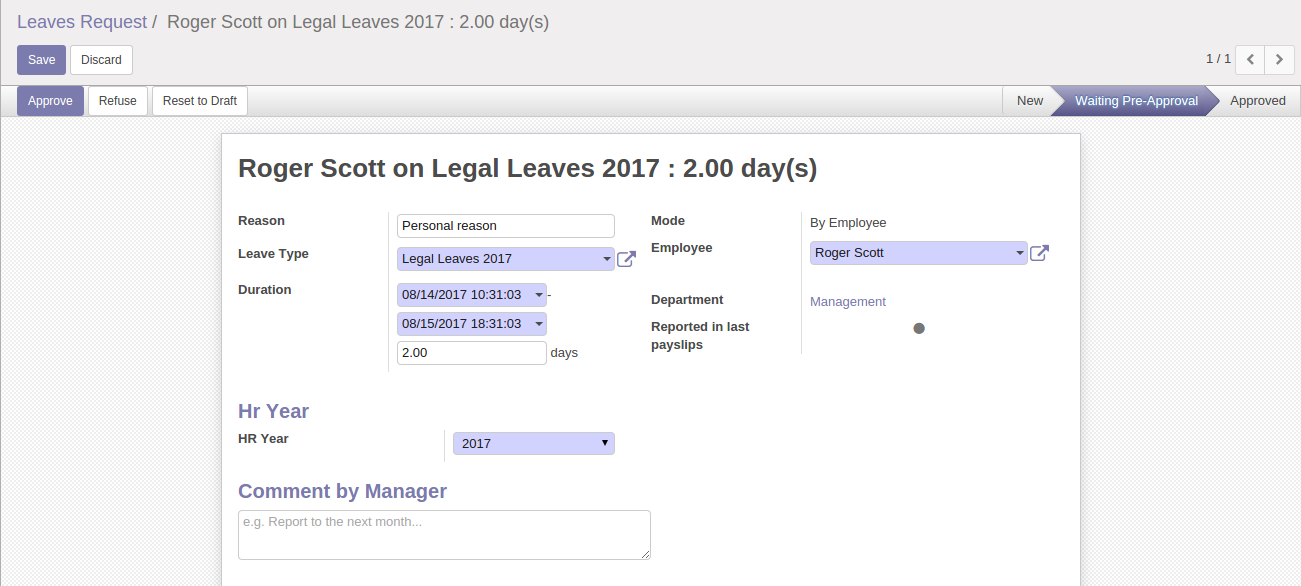 Leaves Request / Roger Scott on Legal Leaves 2017 : 2.00 day(s)
Save Discard 1 / 1
Approve Refuse Reset to Draft New Waiting Pre-Approval Approved
Roger Scott on Legal Leaves 2017 : 2.00 day(s)
Reason Personal reason
Leave Type Legal Leaves 2017
Duration 08/14/2017 10:31:03 -
08/15/2017 18:31:03
2.00 days
Mode By Employee
Employee Roger Scott
Department Management
Reported in last
payslips
Hr Year
HR Year 2017
Comment by Manager
e.g. Report to the next month...